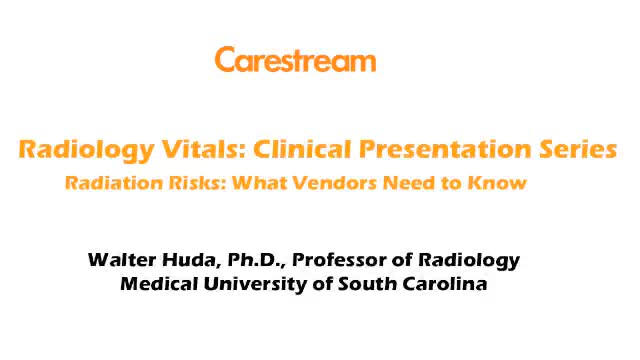 Carestream
Radiology Vitals: Clinical Presentation Series
Radiation Risks: What Vendors Need to Know
Walter Huda, Ph.D., Professor of Radiology
Medical University of South Carolina